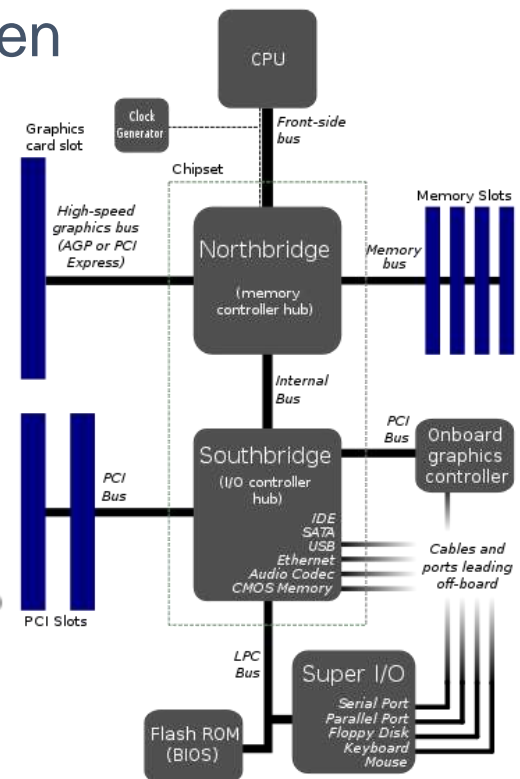 en
CPU
Clock
Generator
Front-side
bus
Graphics
card slot
Chipset
High-speed
graphics bus
(AGP or PCI
Express)
Northbridge
(memory
controller hub)
Memory Slots
Memory
bus
Internal
Bus
PCI
Bus
Onboard
graphics
controller
Southbridge
(I/O controller
hub)
PCI
Bus
IDE
SATA
USB
Ethernet
Audio Codec
CMOS Memory
Cables and
ports leading
off-board
PCI Slots
LPC
Bus
Super I/O
Serial Port
Parallel Port
Floppy Disk
Keyboard
Mouse
Flash ROM
(BIOS)